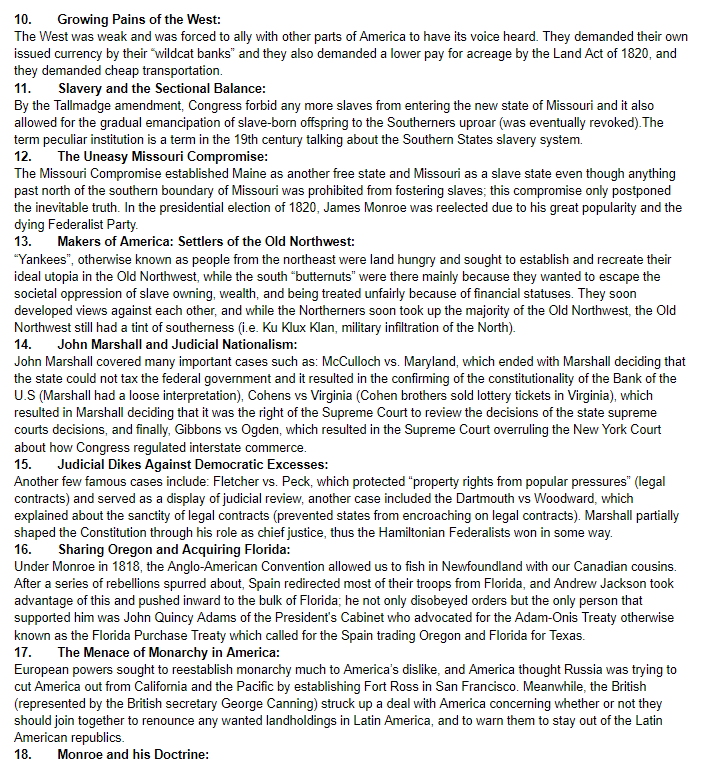 10. Growing Pains of the West:
The West was weak and was forced to ally with other parts of America to have its voice heard. They demanded their own
issued currency by their “wildcat banks” and they also demanded a lower pay for acreage by the Land Act of 1820, and
they demanded cheap transportation.
11. Slavery and the Sectional Balance:
By the Tallmadge amendment, Congress forbid any more slaves from entering the new state of Missouri and it also
allowed for the gradual emancipation of slave-born offspring to the Southerners uproar (was eventually revoked).The
term peculiar institution is a term in the 19th century talking about the Southern States slavery system.
12. The Uneasy Missouri Compromise:
The Missouri Compromise established Maine as another free state and Missouri as a slave state even though anything
past north of the southern boundary of Missouri was prohibited from fostering slaves; this compromise only postponed
the inevitable truth. In the presidential election of 1820, James Monroe was reelected due to his great popularity and the
dying Federalist Party.
13. Makers of America: Settlers of the Old Northwest:
“Yankees”, otherwise known as people from the northeast were land hungry and sought to establish and recreate their
ideal utopia in the Old Northwest, while the south “butternuts” were there mainly because they wanted to escape the
societal oppression of slave owning, wealth, and being treated unfairly because of financial statuses. They soon
developed views against each other, and while the Northerners soon took up the majority of the Old Northwest, the Old
Northwest still had a tint of southerness (i.e. Ku Klux Klan, military infiltration of the North).
14. John Marshall and Judicial Nationalism:
John Marshall covered many important cases such as: McCulloch vs. Maryland, which ended with Marshall deciding that
the state could not tax the federal government and it resulted in the confirming of the constitutionality of the Bank of the
U.S (Marshall had a loose interpretation), Cohens vs Virginia (Cohen brothers sold lottery tickets in Virginia), which
resulted in Marshall deciding that it was the right of the Supreme Court to review the decisions of the state supreme
courts decisions, and finally, Gibbons vs Ogden, which resulted in the Supreme Court overruling the New York Court
about how Congress regulated interstate commerce.
15. Judicial Dikes Against Democratic Excesses:
Another few famous cases include: Fletcher vs. Peck, which protected “property rights from popular pressures” (legal
contracts) and served as a display of judicial review, another case included the Dartmouth vs Woodward, which
explained about the sanctity of legal contracts (prevented states from encroaching on legal contracts). Marshall partially
shaped the Constitution through his role as chief justice, thus the Hamiltonian Federalists won in some way.
16. Sharing Oregon and Acquiring Florida:
Under Monroe in 1818, the Anglo-American Convention allowed us to fish in Newfoundland with our Canadian cousins.
After a series of rebellions spurred about, Spain redirected most of their troops from Florida, and Andrew Jackson took
advantage of this and pushed inward to the bulk of Florida; he not only disobeyed orders but the only person that
supported him was John Quincy Adams of the President's Cabinet who advocated for the Adam-Onis Treaty otherwise
known as the Florida Purchase Treaty which called for the Spain trading Oregon and Florida for Texas.
17. The Menace of Monarchy in America:
European powers sought to reestablish monarchy much to America's dislike, and America thought Russia was trying to
cut America out from California and the Pacific by establishing Fort Ross in San Francisco. Meanwhile, the British
(represented by the British secretary George Canning) struck up a deal with America concerning whether or not they
should join together to renounce any wanted landholdings in Latin America, and to warn them to stay out of the Latin
American republics.
18. Monroe and his Doctrine: